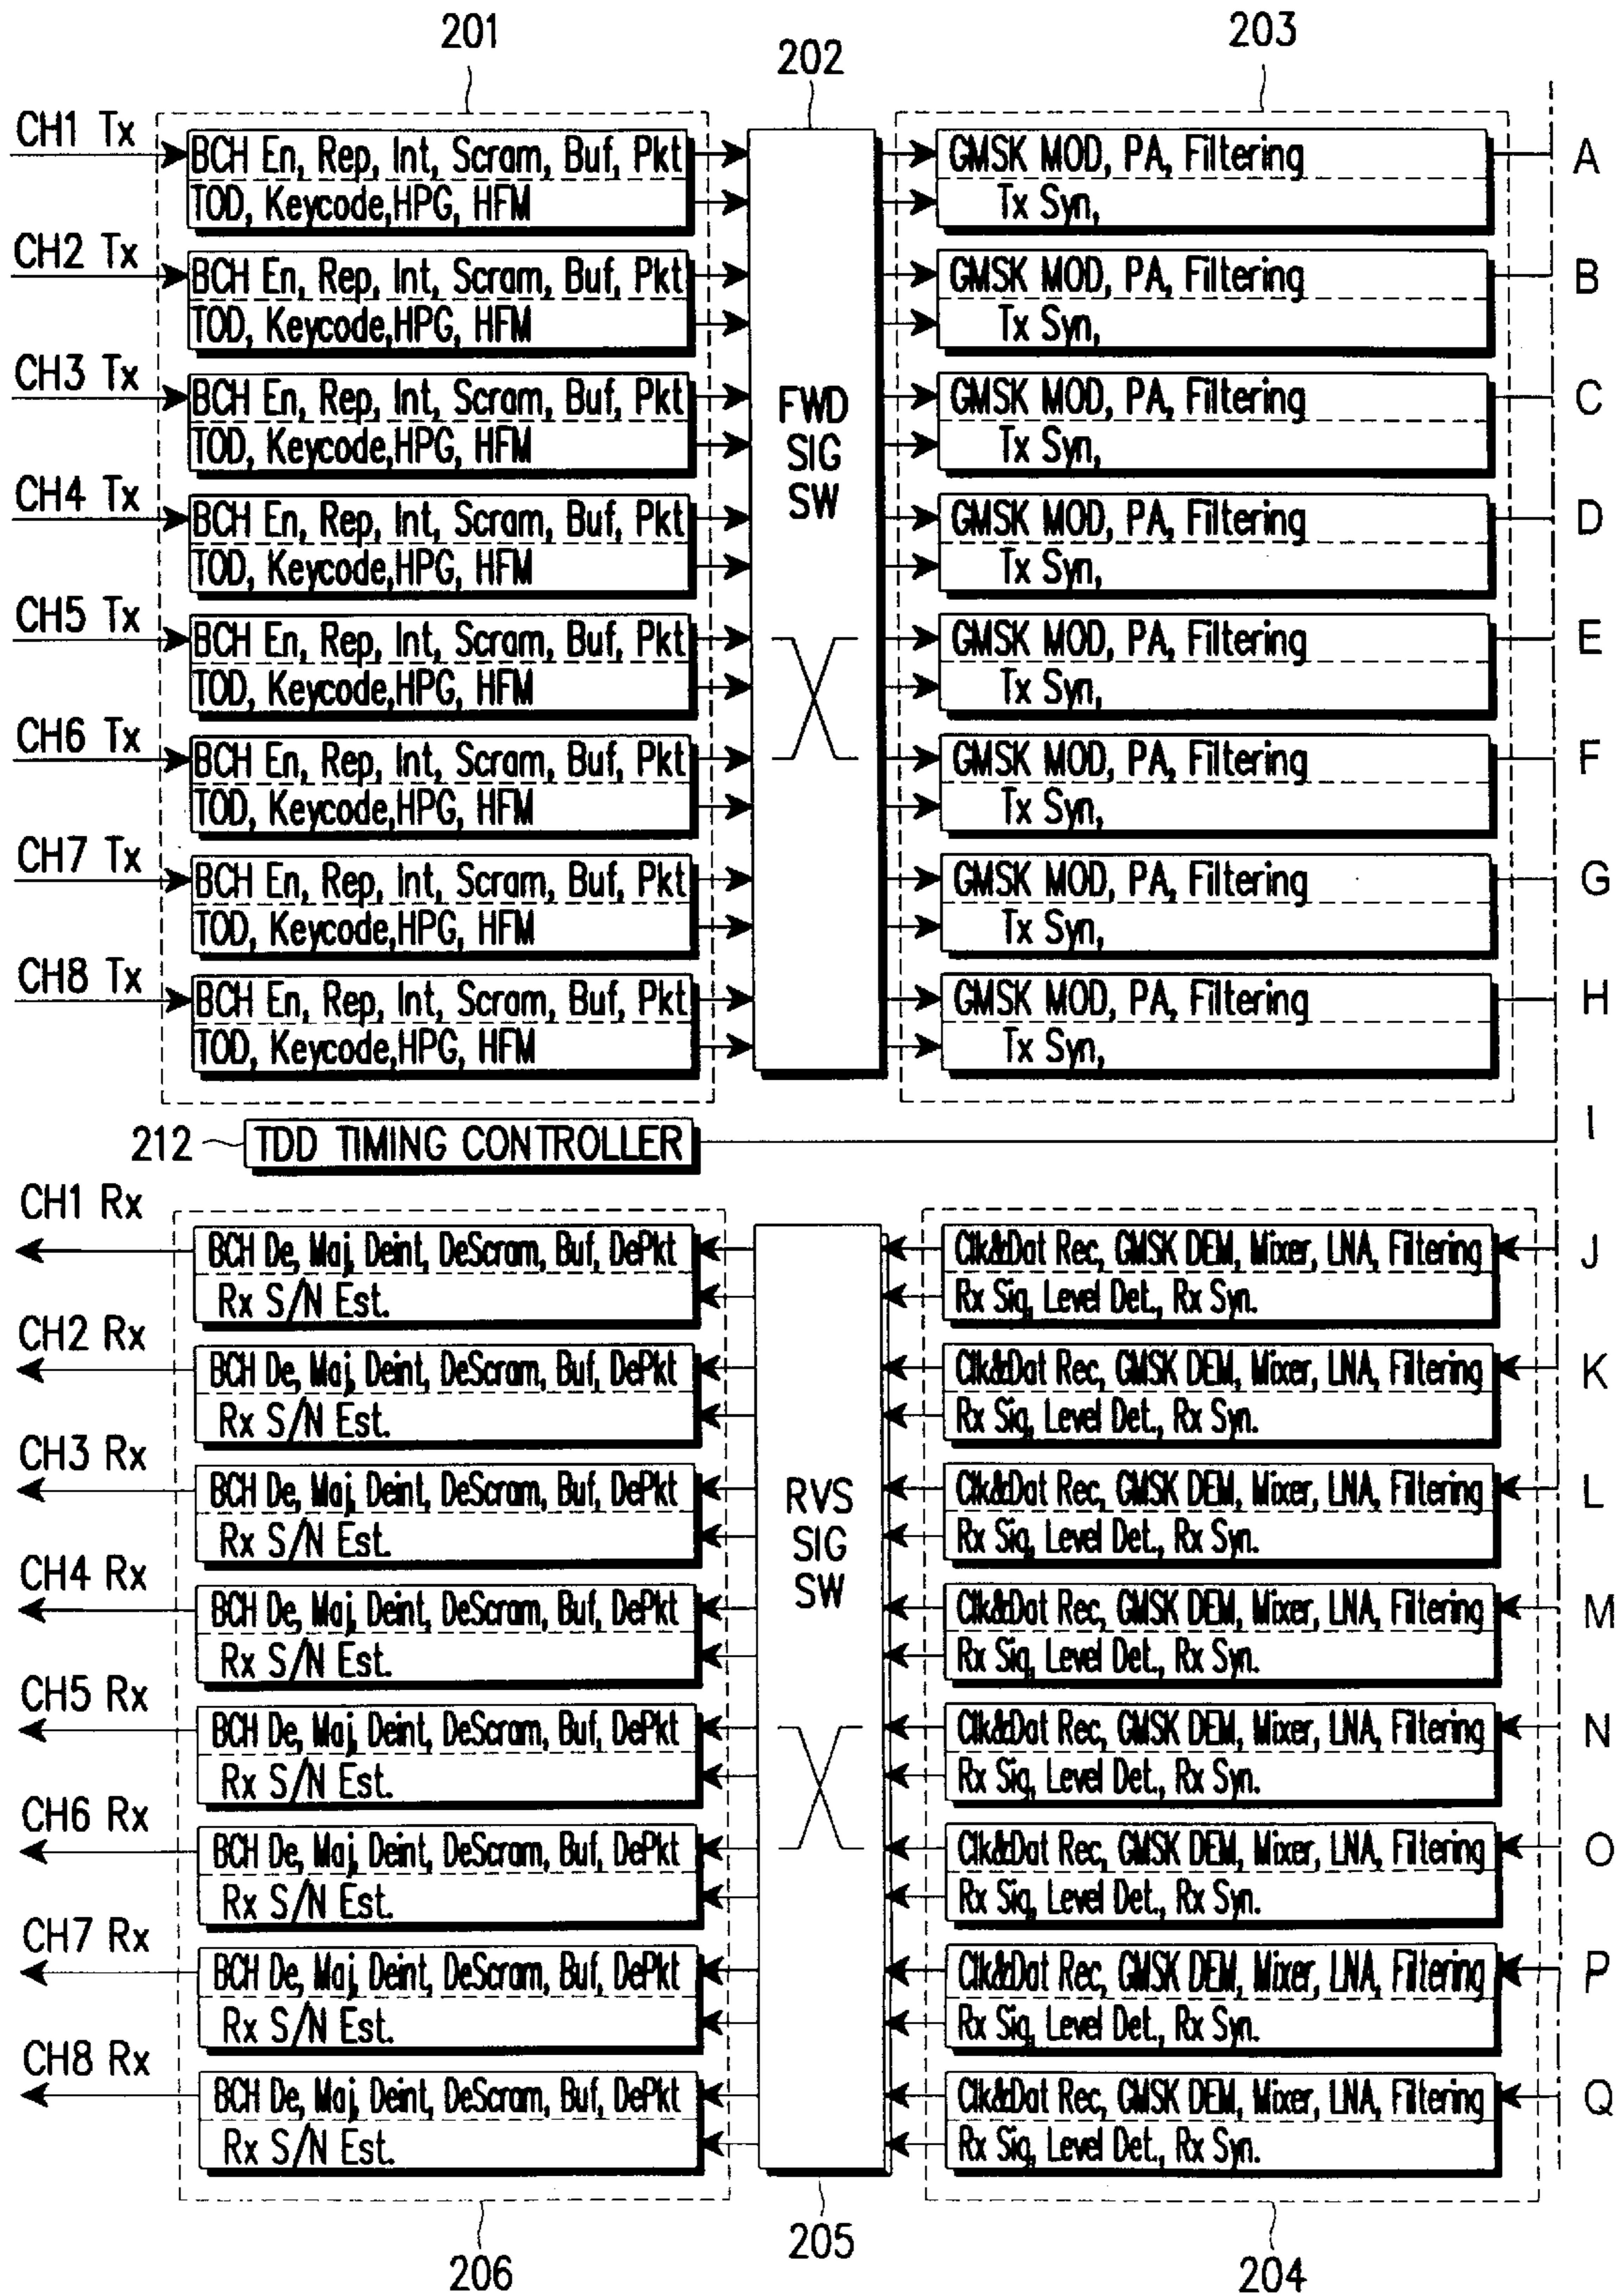 201
202
203
CH1 Tx
BCH En, Rep, Int, Scram, Buf, Pkt
TOD, Keycode,HPG, HFM
GMSK MOD, PA, Filtering
Tx Syn,
A
CH2 Tx
BCH En, Rep, Int, Scram, Buf, Pkt
TOD, Keycode,HPG, HFM
GMSK MOD, PA, Filtering
Tx Syn,
B
CH3 Tx
BCH En, Rep, Int, Scram, Buf, Pkt
TOD, Keycode,HPG, HFM
FWD
SIG
SW
GMSK MOD, PA, Filtering
Tx Syn,
C
CH4 Tx
BCH En, Rep, Int, Scram, Buf, Pkt
TOD, Keycode,HPG, HFM
GMSK MOD, PA, Filtering
Tx Syn,
D
CH5 Tx
BCH En, Rep, Int, Scram, Buf, Pkt
TOD, Keycode,HPG, HFM
GMSK MOD, PA, Filtering
Tx Syn,
E
CH6 Tx
BCH En, Rep, Int, Scram, Buf, Pkt
TOD, Keycode,HPG, HFM
GMSK MOD, PA, Filtering
Tx Syn,
F
CH7 Tx
BCH En, Rep, Int, Scram, Buf, Pkt
TOD, Keycode,HPG, HFM
GMSK MOD, PA, Filtering
Tx Syn,
G
CH8 Tx
BCH En, Rep, Int, Scram, Buf, Pkt
TOD, Keycode,HPG, HFM
GMSK MOD, PA, Filtering
Tx Syn,
H
212
TDD TIMING CONTROLLER
I
CH1 Rx
BCH De, Maj, Deint, DeScram, Buf, DePkt
Rx S/N Est.
Clk&Dat Rec, GMSK DEM, Mixer, LNA, Filtering
Rx Sig, Level Det., Rx Syn.
J
CH2 Rx
BCH De, Maj, Deint, DeScram, Buf, DePkt
Rx S/N Est.
Clk&Dat Rec, GMSK DEM, Mixer, LNA, Filtering
Rx Sig, Level Det., Rx Syn.
K
CH3 Rx
BCH De, Maj, Deint, DeScram, Buf, DePkt
Rx S/N Est.
RVS
SIG
SW
Clk&Dat Rec, GMSK DEM, Mixer, LNA, Filtering
Rx Sig, Level Det., Rx Syn.
L
CH4 Rx
BCH De, Maj, Deint, DeScram, Buf, DePkt
Rx S/N Est.
Clk&Dat Rec, GMSK DEM, Mixer, LNA, Filtering
Rx Sig, Level Det., Rx Syn.
M
CH5 Rx
BCH De, Maj, Deint, DeScram, Buf, DePkt
Rx S/N Est.
Clk&Dat Rec, GMSK DEM, Mixer, LNA, Filtering
Rx Sig, Level Det., Rx Syn.
N
CH6 Rx
BCH De, Maj, Deint, DeScram, Buf, DePkt
Rx S/N Est.
Clk&Dat Rec, GMSK DEM, Mixer, LNA, Filtering
Rx Sig, Level Det., Rx Syn.
O
CH7 Rx
BCH De, Maj, Deint, DeScram, Buf, DePkt
Rx S/N Est.
Clk&Dat Rec, GMSK DEM, Mixer, LNA, Filtering
Rx Sig, Level Det., Rx Syn.
P
CH8 Rx
BCH De, Maj, Deint, DeScram, Buf, DePkt
Rx S/N Est.
Clk&Dat Rec, GMSK DEM, Mixer, LNA, Filtering
Rx Sig, Level Det., Rx Syn.
Q
206
205
204